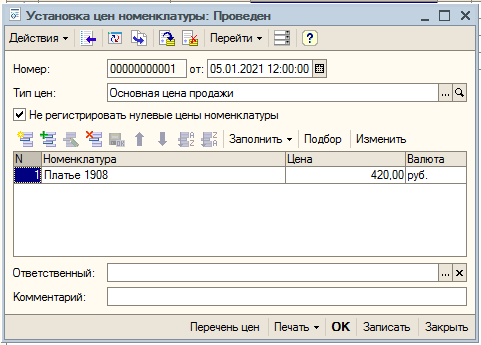 Установка цен номенклатуры: Проведен
Действия Перейти ?
Номер: 00000000001 от: 05.01.2021 12:00:00
Тип цен: Основная цена продажи ...
Не регистрировать нулевые цены номенклатуры
Заполнить Подбор Изменить
N Номенклатура Цена Валюта
1 Платье 1908 420,00 руб.
Ответственный: ...
Комментарий:
Перечень цен Печать OK Записать Закрыть